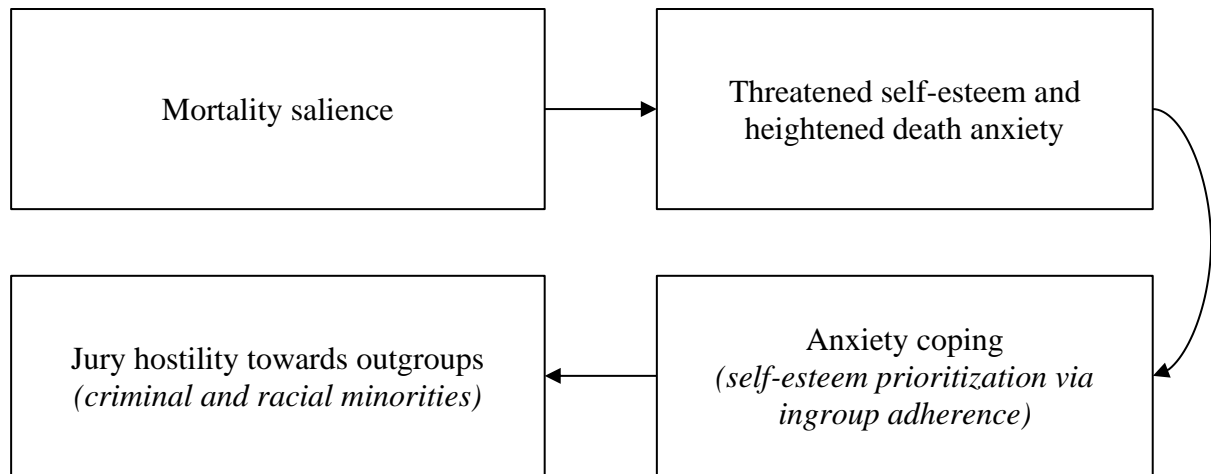 Mortality salience
Threatened self-esteem and
heightened death anxiety
Anxiety coping
(self-esteem prioritization via
ingroup adherence)
Jury hostility towards outgroups
(criminal and racial minorities)